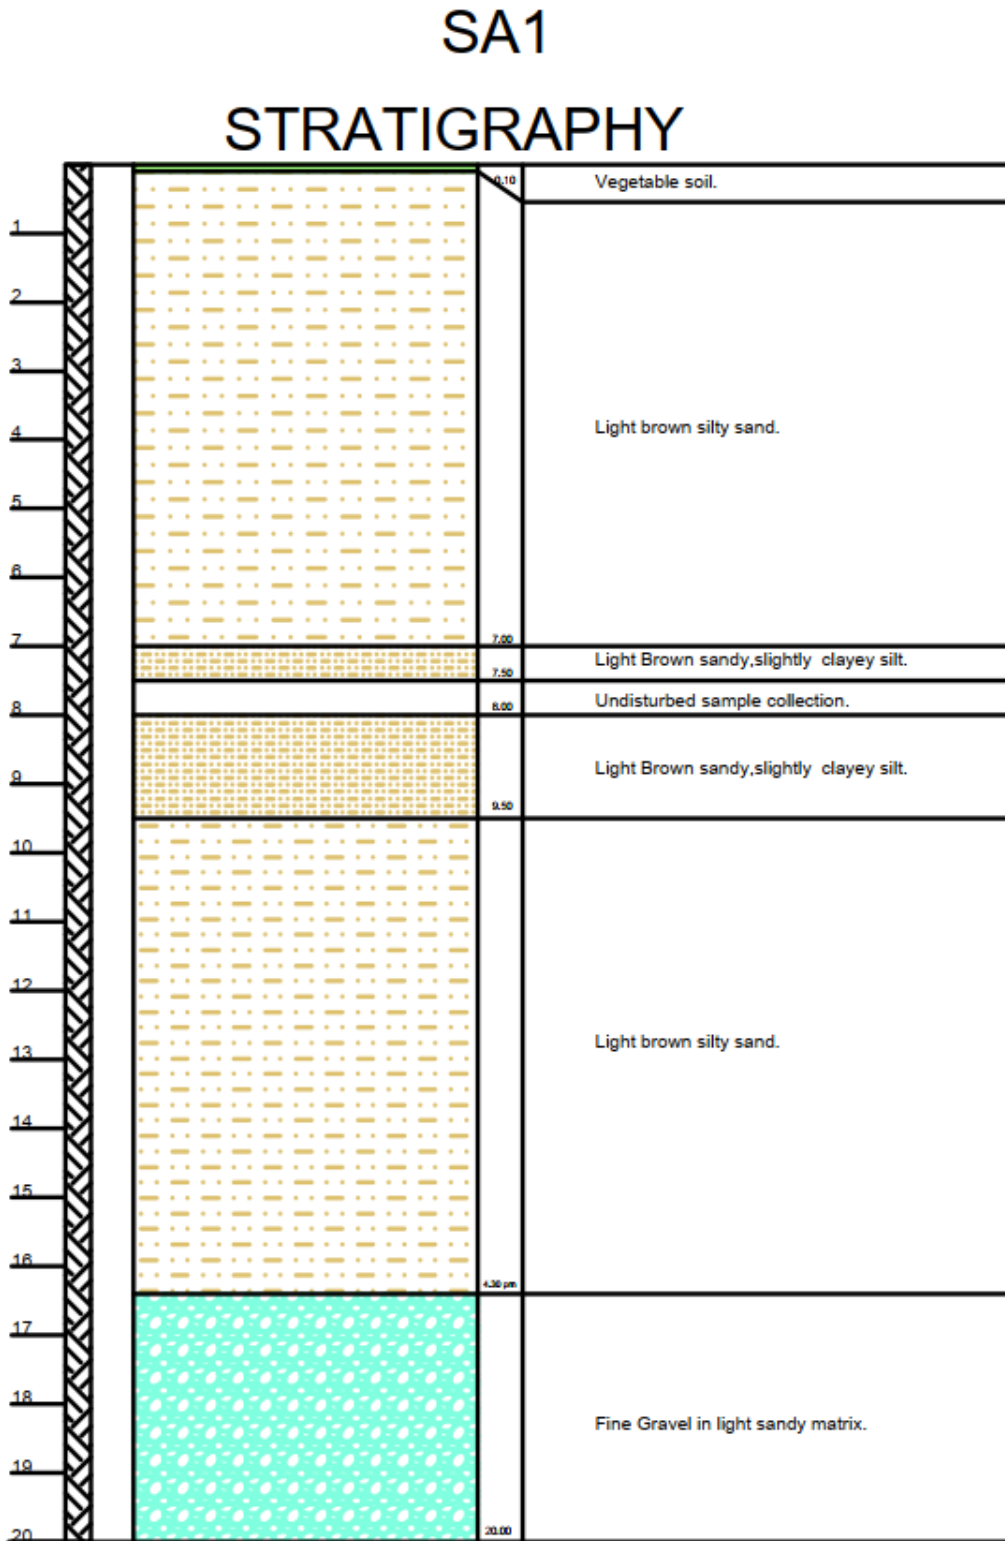 SA1
STRATIGRAPHY
0.10
Vegetable soil.
1
2
3
4
Light brown silty sand.
5
6
7
7.00
Light Brown sandy,slightly clayey silt.
7.50
Undisturbed sample collection.
8
8.00
Light Brown sandy,slightly clayey silt.
9
9.50
10
11
12
13
Light brown silty sand.
14
15
16
4.30 pm
17
18
Fine Gravel in light sandy matrix.
19
20
20.00